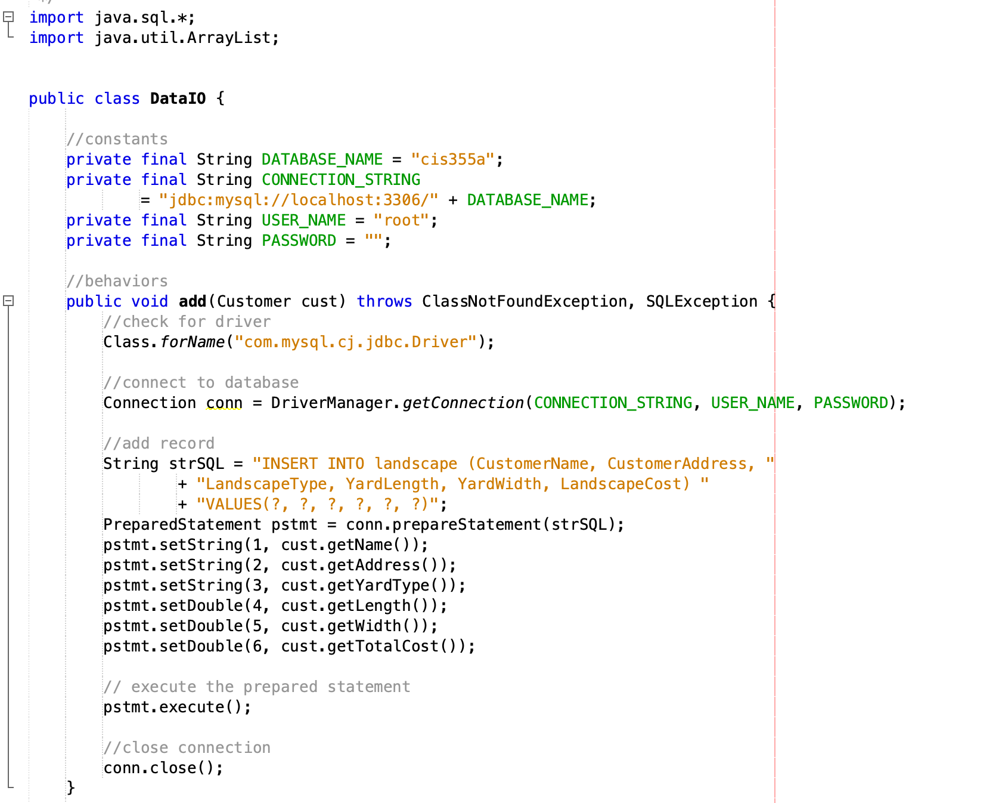 */
import java.sql.*;
import java.util.ArrayList;
public class DataIO {
//constants
private final String DATABASE_NAME = "cis355a";
private final String CONNECTION_STRING
= "jdbc:mysql://localhost:3306/" + DATABASE_NAME;
private final String USER_NAME = "root";
private final String PASSWORD = "";
//behaviors
public void add(Customer cust) throws ClassNotFoundException, SQLException {
//check for driver
Class.forName("com.mysql.cj.jdbc.Driver");
//connect to database
Connection conn = DriverManager.getConnection(CONNECTION_STRING, USER_NAME, PASSWORD);
//add record
String strSQL = "INSERT INTO landscape (CustomerName, CustomerAddress, "
+ "LandscapeType, YardLength, YardWidth, LandscapeCost) "
+ "VALUES(?, ?, ?, ?, ?, ?)";
PreparedStatement pstmt = conn.prepareStatement(strSQL);
pstmt.setString(1, cust.getName());
pstmt.setString(2, cust.getAddress());
pstmt.setString(3, cust.getYardType());
pstmt.setDouble(4, cust.getLength());
pstmt.setDouble(5, cust.getWidth());
pstmt.setDouble(6, cust.getTotalCost());
// execute the prepared statement
pstmt.execute();
//close connection
conn.close();
}